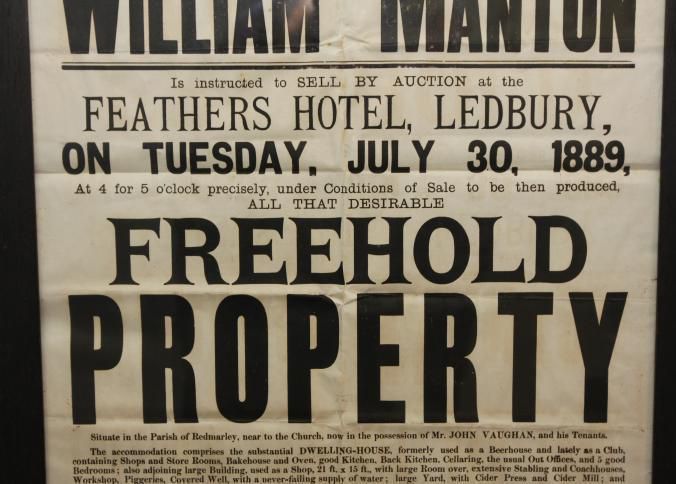 WILLIAM MANTON
Is instructed to SELL BY AUCTION at the
FEATHERS HOTEL, LEDBURY,
ON TUESDAY, JULY 30, 1889,
At 4 for 5 o'clock precisely, under Conditions of Sale to be then produced,
ALL THAT DESIRABLE
FREEHOLD
PROPERTY
Situate in the Parish of Redmarley, near to the Church, now in the possession of Mr. JOHN VAUGHAN, and his Tenants.
The accommodation comprises the substantial DWELLING-HOUSE, formerly used as a Beerhouse and lately as a Club,
containing Shops and Store Rooms, Bakehouse and Oven, good Kitchen, Back Kitchen, Cellaring, the usual Out Offices, and 5 good
Bedrooms; also adjoining large Building, used as a Shop, 21 ft. x 15 ft., with large Room over, extensive Stabling and Coachhouses,
Workshop, Piggeries, Covered Well, with a never-failing supply of water; large Yard, with Cider Press and Cider Mill; and